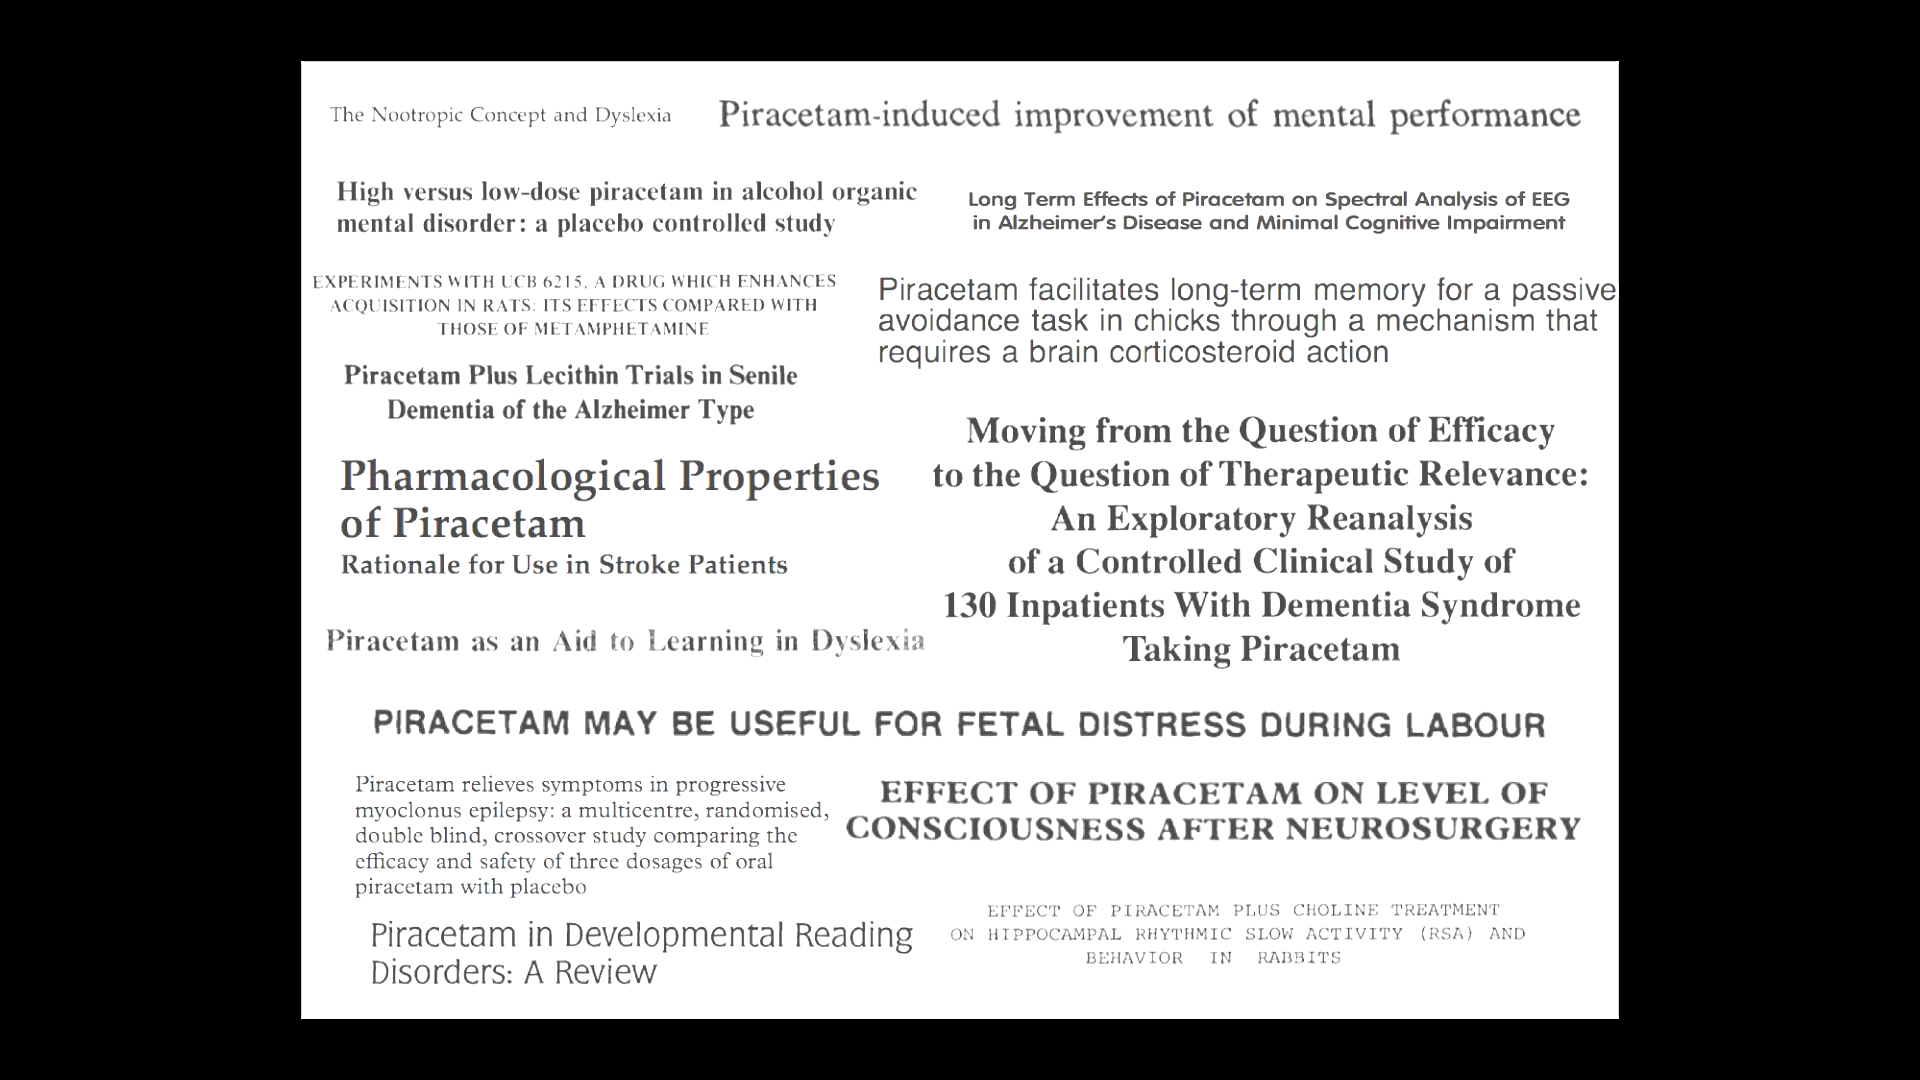 The Nootropic Concept and Dyslexia
Piracetam-induced improvement of mental performance
High versus low-dose piracetam in alcohol organic
mental disorder: a placebo controlled study
Long Term Effects of Piracetam on Spectral Analysis of EEG
in Alzheimer's Disease and Minimal Cognitive Impairment
EXPERIMENTS WITH UCB 6215, A DRUG WHICH ENHANCES
ACQUISITION IN RATS: ITS EFFECTS COMPARED WITH
THOSE OF METAMPHETAMINE
Piracetam facilitates long-term memory for a passive
avoidance task in chicks through a mechanism that
requires a brain corticosteroid action
Piracetam Plus Lecithin Trials in Senile
Dementia of the Alzheimer Type
Moving from the Question of Efficacy
to the Question of Therapeutic Relevance:
An Exploratory Reanalysis
of a Controlled Clinical Study of
130 Inpatients With Dementia Syndrome
Taking Piracetam
Pharmacological Properties
of Piracetam
Rationale for Use in Stroke Patients
Piracetam as an Aid to Learning in Dyslexia
PIRACETAM MAY BE USEFUL FOR FETAL DISTRESS DURING LABOUR
Piracetam relieves symptoms in progressive
myoclonus epilepsy: a multicentre, randomised,
double blind, crossover study comparing the
efficacy and safety of three dosages of oral
piracetam with placebo
EFFECT OF PIRACETAM ON LEVEL OF
CONSCIOUSNESS AFTER NEUROSURGERY
Piracetam in Developmental Reading
Disorders: A Review
EFFECT OF PIRACETAM PLUS CHOLINE TREATMENT
ON HIPPOCAMPAL RHYTHMIC SLOW ACTIVITY (RSA) AND
BEHAVIOR IN RABBITS